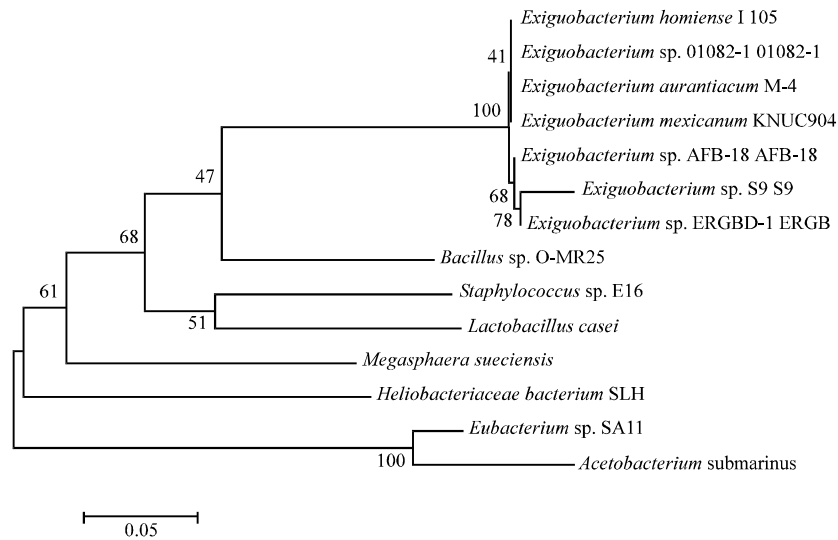 Exiguobacterium homiense I 105
41
Exiguobacterium sp. 01082-1 01082-1
Exiguobacterium aurantiacum M-4
100
Exiguobacterium mexicanum KNUC904
Exiguobacterium sp. AFB-18 AFB-18
47
68
Exiguobacterium sp. S9 S9
78
Exiguobacterium sp. ERGBD-1 ERGB
68
Bacillus sp. O-MR25
61
Staphylococcus sp. E16
51
Lactobacillus casei
Megasphaera sueciensis
Heliobacteriaceae bacterium SLH
Eubacterium sp. SA11
100
Acetobacterium submarinus
0.05